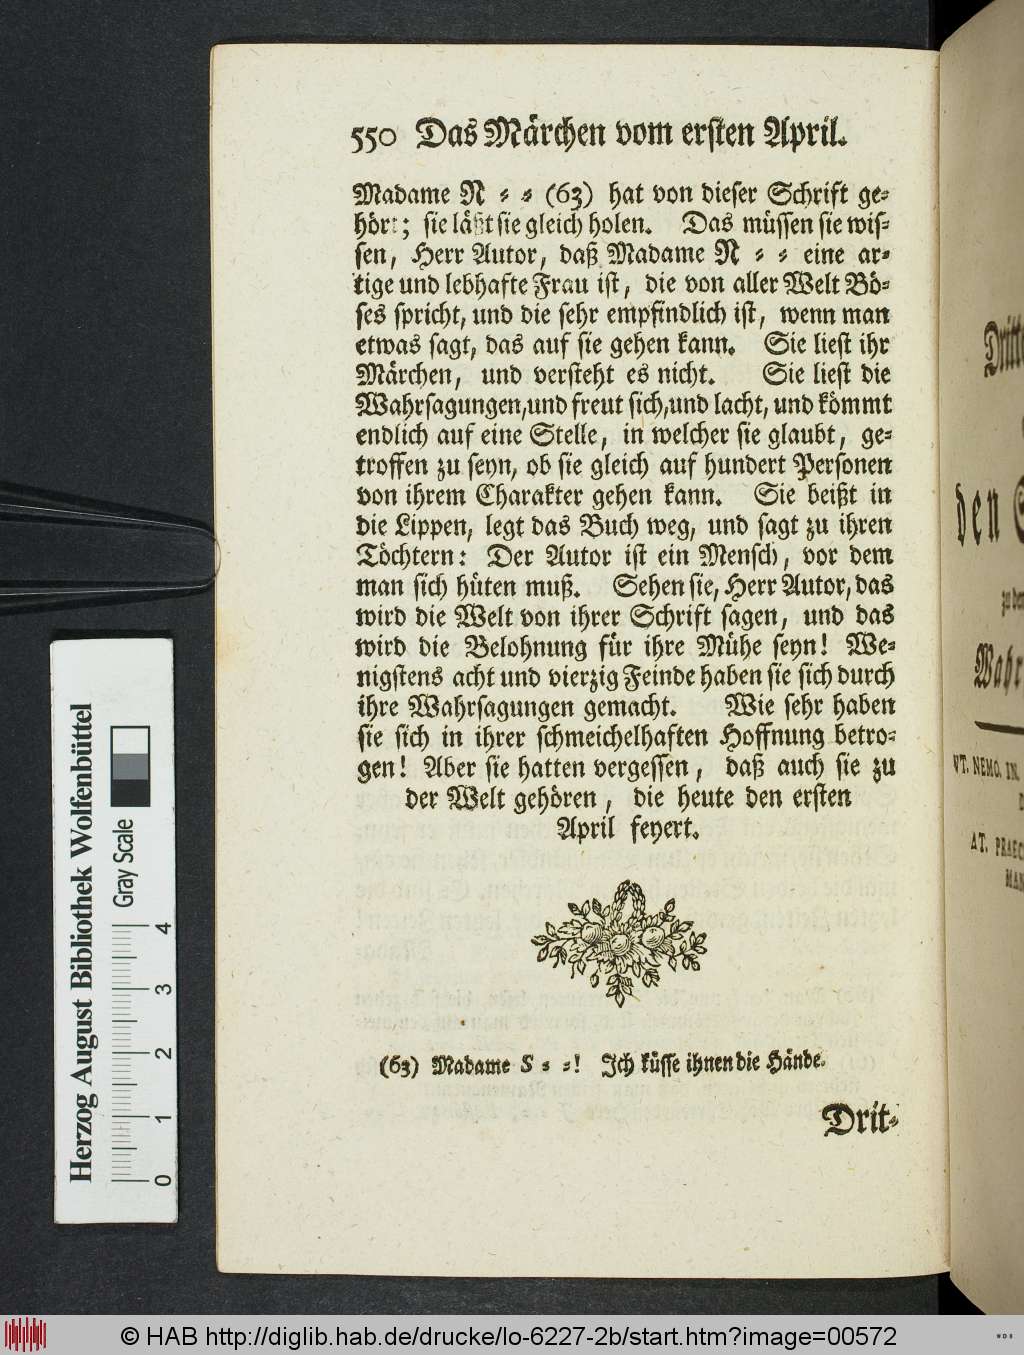 550 Das Märchen vom ersten April.
Madame N = = (63) hat von dieser Schrift ge=
hört; sie läßt sie gleich holen. Das müssen sie wis=
sen, Herr Autor, daß Madame N = = eine ar=
tige und lebhafte Frau ist, die von aller Welt Bö=
ses spricht, und die sehr empfindlich ist, wenn man
etwas sagt, das auf sie gehen kann. Sie liest ihr
Märchen, und versteht es nicht. Sie liest die
Wahrsagungen, und freut sich, und lacht, und kömmt
endlich auf eine Stelle, in welcher sie glaubt, ge=
troffen zu seyn, ob sie gleich auf hundert Personen
von ihrem Charakter gehen kann. Sie beißt in
die Lippen, legt das Buch weg, und sagt zu ihren
Töchtern: Der Autor ist ein Mensch, vor dem
man sich hüten muß. Sehen sie, Herr Autor, das
wird die Welt von ihrer Schrift sagen, und das
wird die Belohnung für ihre Mühe seyn! We=
nigstens acht und vierzig Feinde haben sie sich durch
ihre Wahrsagungen gemacht. Wie sehr haben
sie sich in ihrer schmeichelhaften Hoffnung betro=
gen! Aber sie hatten vergessen, daß auch sie zu
der Welt gehören, die heute den ersten
April feyert.
(63) Madame S = =! Ich küsse ihnen die Hände.
Drit=
Herzog August Bibliothek Wolfenbüttel
Gray Scale
0 1 2 3 4
Dritte
den
zu den
Wahr
VT. NEMO. IN.
AT. PRAEC
MAN
© HAB http://diglib.hab.de/drucke/lo-6227-2b/start.htm?image=00572